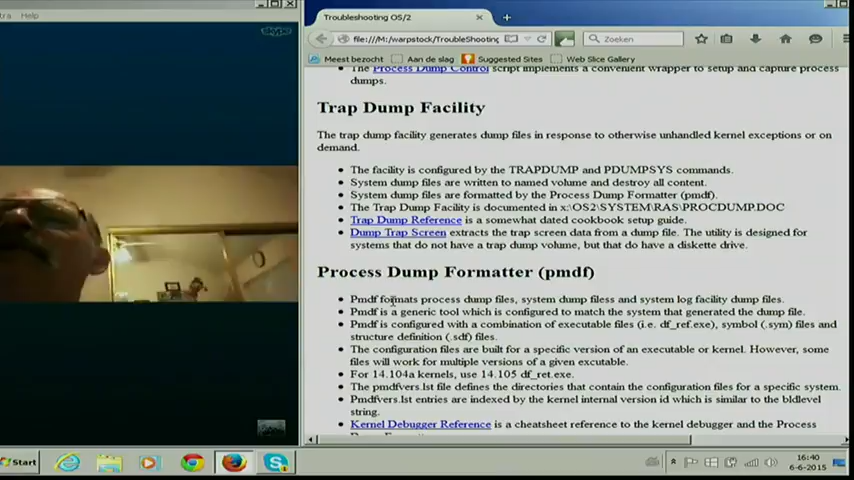 tra Help
skype
Troubleshooting OS/2
file:///M:/warpstock/TroubleShooting
Zoeken
Meest bezocht Aan de slag Suggested Sites Web Slice Gallery
The Process Dump Control script implements a convenient wrapper to setup and capture process
dumps.
Trap Dump Facility
The trap dump facility generates dump files in response to otherwise unhandled kernel exceptions or on
demand.
The facility is configured by the TRAPDUMP and PDUMPSYS commands.
System dump files are written to named volume and destroy all content.
System dump files are formatted by the Process Dump Formatter (pmdf).
The Trap Dump Facility is documented in x:\OS2\SYSTEM\RAS\PROCDUMP.DOC
Trap Dump Reference is a somewhat dated cookbook setup guide.
Dump Trap Screen extracts the trap screen data from a dump file. The utility is designed for
systems that do not have a trap dump volume, but that do have a diskette drive.
Process Dump Formatter (pmdf)
Pmdf formats process dump files, system dump filess and system log facility dump files.
Pmdf is a generic tool which is configured to match the system that generated the dump file.
Pmdf is configured with a combination of executable files (i.e. df_ref.exe), symbol (.sym) files and
structure definition (.sdf) files.
The configuration files are built for a specific version of an executable or kernel. However, some
files will work for multiple versions of a given excutable.
For 14.104a kernels, use 14.105 df_ret.exe.
The pmdfvers.lst file defines the directories that contain the configuration files for a specific system.
Pmdfvers.lst entries are indexed by the kernel internal version id which is similar to the bldlevel
string.
Kernel Debugger Reference is a cheatsheet reference to the kernel debugger and the Process
Start
16:40
6-6-2015